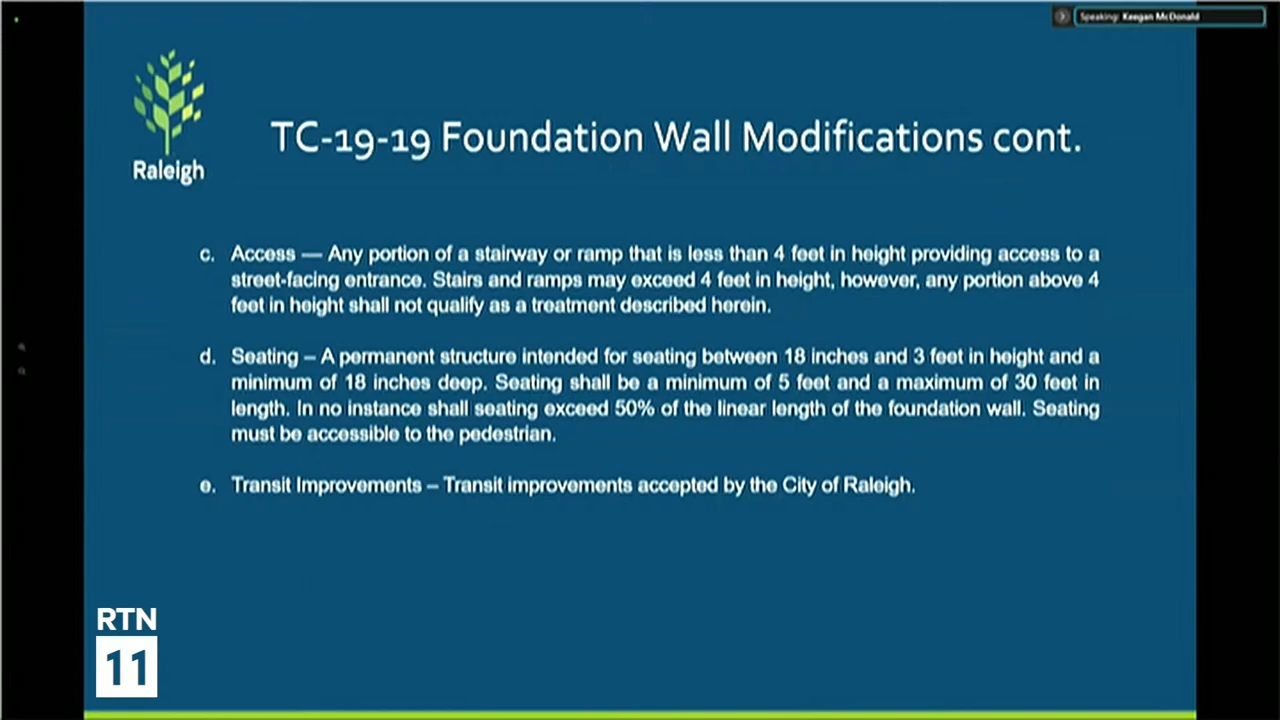 Speaking: Keegan McDonald
Raleigh
TC-19-19 Foundation Wall Modifications cont.
c. Access — Any portion of a stairway or ramp that is less than 4 feet in height providing access to a
street-facing entrance. Stairs and ramps may exceed 4 feet in height, however, any portion above 4
feet in height shall not qualify as a treatment described herein.
d. Seating – A permanent structure intended for seating between 18 inches and 3 feet in height and a
minimum of 18 inches deep. Seating shall be a minimum of 5 feet and a maximum of 30 feet in
length. In no instance shall seating exceed 50% of the linear length of the foundation wall. Seating
must be accessible to the pedestrian.
e. Transit Improvements – Transit improvements accepted by the City of Raleigh.
RTN
11